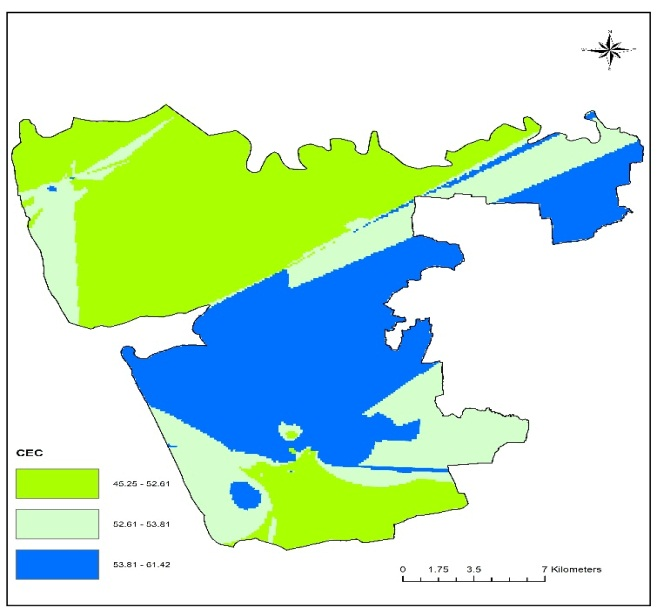 CEC
45.25 - 52.61
52.61 - 53.81
53.81 - 61.42
0 1.75 3.5 7 Kilometers